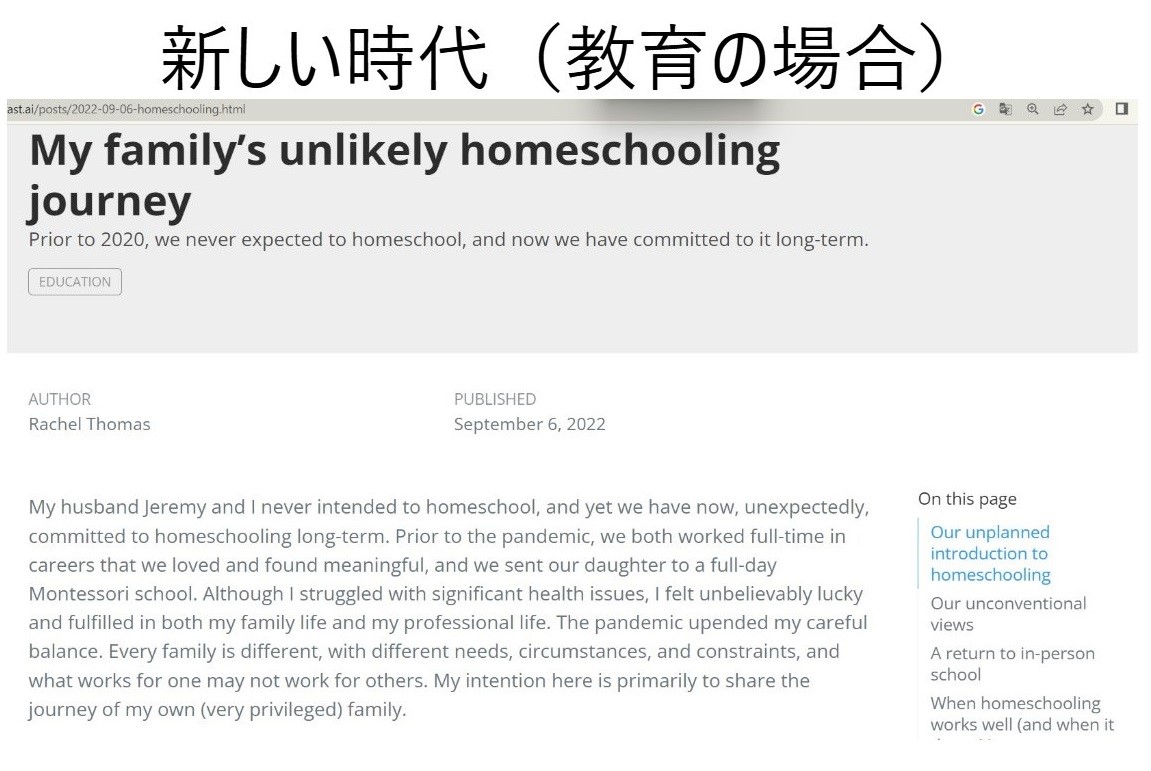 新しい時代（教育の場合）
ast.ai/posts/2022-09-06-homeschooling.html
My family’s unlikely homeschooling
journey
Prior to 2020, we never expected to homeschool, and now we have committed to it long-term.
EDUCATION
AUTHOR
Rachel Thomas
PUBLISHED
September 6, 2022
My husband Jeremy and I never intended to homeschool, and yet we have now, unexpectedly,
committed to homeschooling long-term. Prior to the pandemic, we both worked full-time in
careers that we loved and found meaningful, and we sent our daughter to a full-day
Montessori school. Although I struggled with significant health issues, I felt unbelievably lucky
and fulfilled in both my family life and my professional life. The pandemic upended my careful
balance. Every family is different, with different needs, circumstances, and constraints, and
what works for one may not work for others. My intention here is primarily to share the
journey of my own (very privileged) family.
On this page
Our unplanned
introduction to
homeschooling
Our unconventional
views
A return to in-person
school
When homeschooling
works well (and when it